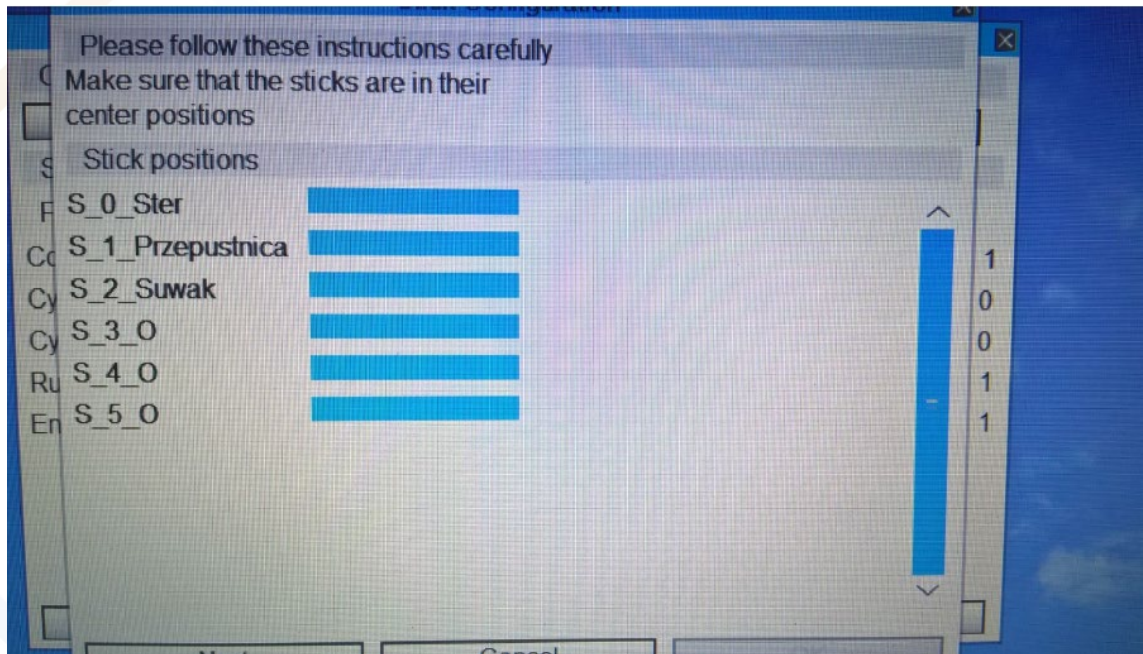 Please follow these instructions carefully
Make sure that the sticks are in their
center positions
Stick positions
S_0_Ster
S_1_Przepustnica
1
S_2_Suwak
0
S_3_O
0
S_4_O
1
S_5_O
1
Cancel